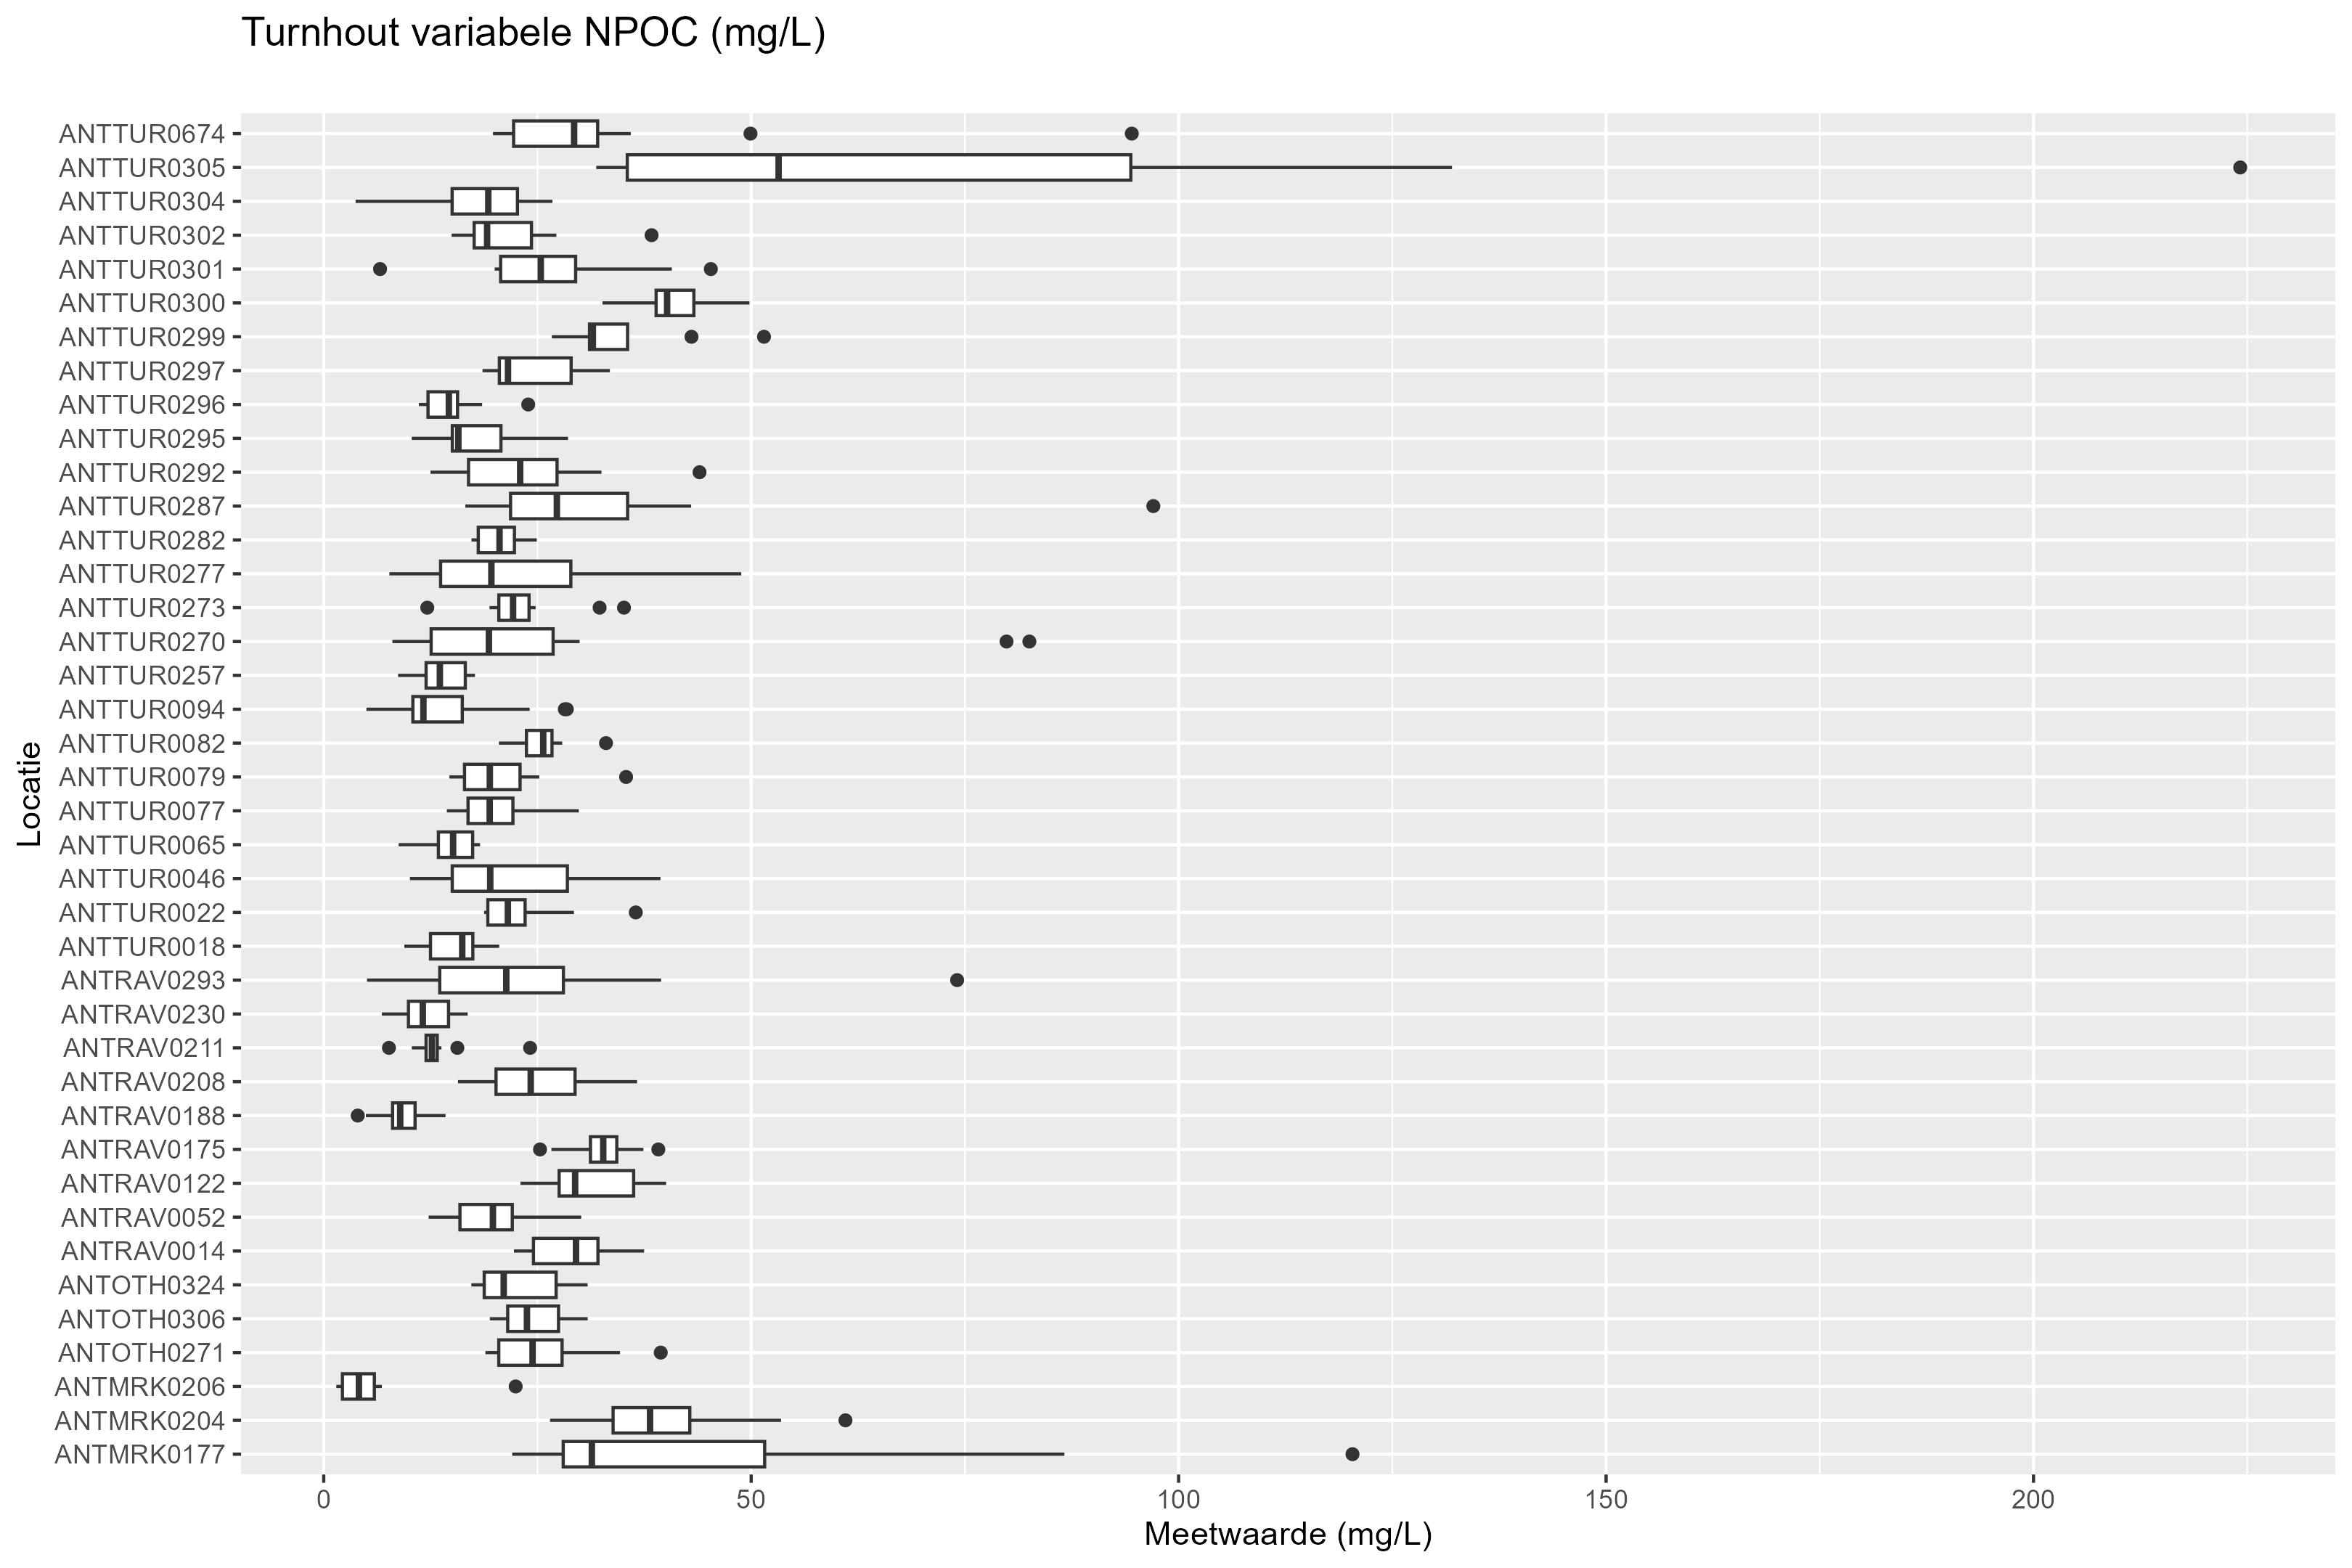 Turnhout variabele NPOC (mg/L)
Locatie
ANTTUR0674
ANTTUR0305
ANTTUR0304
ANTTUR0302
ANTTUR0301
ANTTUR0300
ANTTUR0299
ANTTUR0297
ANTTUR0296
ANTTUR0295
ANTTUR0292
ANTTUR0287
ANTTUR0282
ANTTUR0277
ANTTUR0273
ANTTUR0270
ANTTUR0257
ANTTUR0094
ANTTUR0082
ANTTUR0079
ANTTUR0077
ANTTUR0065
ANTTUR0046
ANTTUR0022
ANTTUR0018
ANTRAV0293
ANTRAV0230
ANTRAV0211
ANTRAV0208
ANTRAV0188
ANTRAV0175
ANTRAV0122
ANTRAV0052
ANTRAV0014
ANTOTH0324
ANTOTH0306
ANTOTH0271
ANTMRK0206
ANTMRK0204
ANTMRK0177
0 50 100 150 200
Meetwaarde (mg/L)